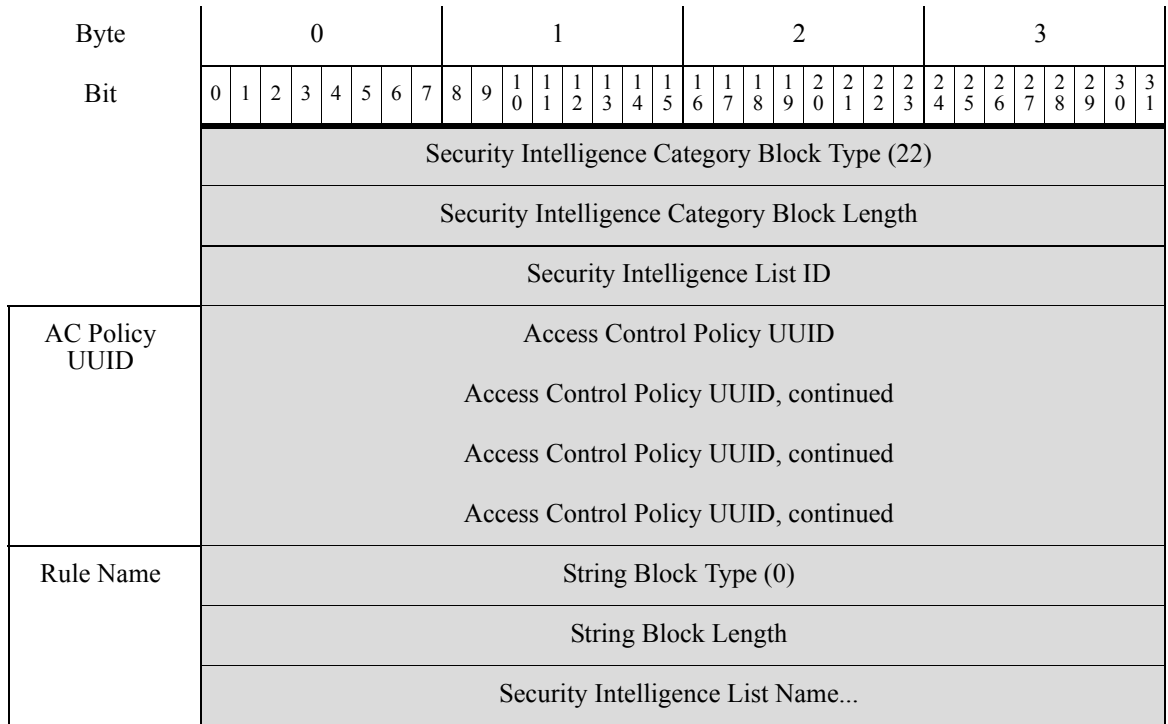 Byte 0 1 2 3
Bit 0 1 2 3 4 5 6 7 8 9 10 11 12 13 14 15 16 17 18 19 20 21 22 23 24 25 26 27 28 29 30 31
Security Intelligence Category Block Type (22)
Security Intelligence Category Block Length
Security Intelligence List ID
AC Policy
UUID
Access Control Policy UUID
Access Control Policy UUID, continued
Access Control Policy UUID, continued
Access Control Policy UUID, continued
Rule Name
String Block Type (0)
String Block Length
Security Intelligence List Name...